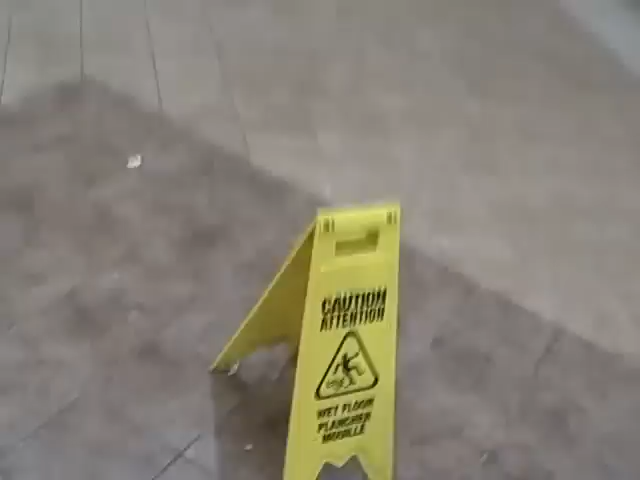 CAUTION
ATTENTION
WET FLOOR
PLANCHER
MOUILLÉ